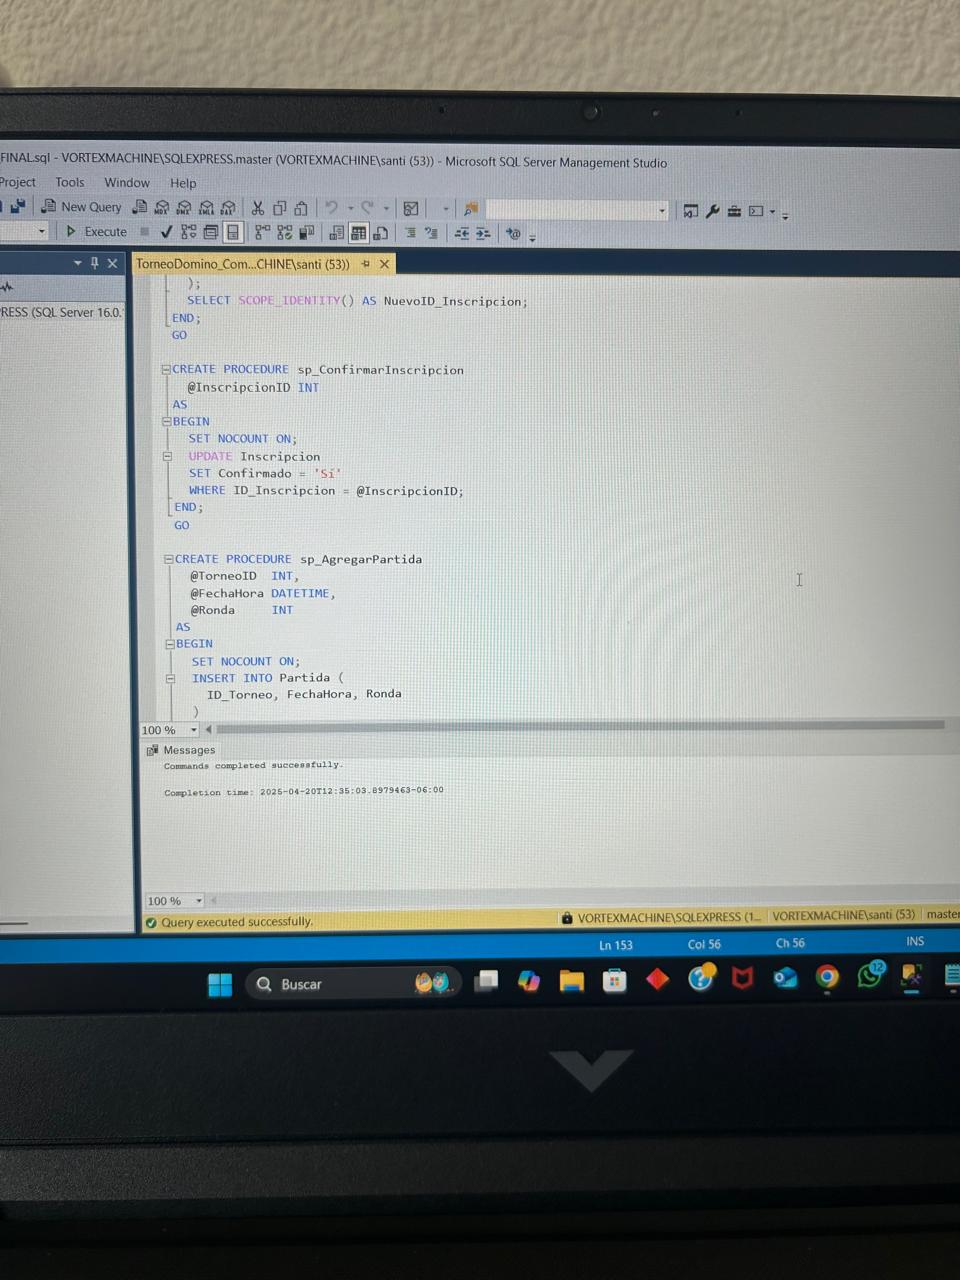 FINAL.sql - VORTEXMACHINE\SQLEXPRESS.master (VORTEXMACHINE\santi (53)) - Microsoft SQL Server Management Studio
Project Tools Window Help
New Query MDX DMX XMLA DAX
Execute
TorneoDomino_Com...CHINE\santi (53))
RESS (SQL Server 16.0.
);
SELECT SCOPE_IDENTITY() AS NuevoID_Inscripcion;
END;
GO
CREATE PROCEDURE sp_ConfirmarInscripcion
@InscripcionID INT
AS
BEGIN
SET NOCOUNT ON;
UPDATE Inscripcion
SET Confirmado = 'Sí'
WHERE ID_Inscripcion = @InscripcionID;
END;
GO
CREATE PROCEDURE sp_AgregarPartida
@TorneoID INT,
@FechaHora DATETIME,
@Ronda INT
AS
BEGIN
SET NOCOUNT ON;
INSERT INTO Partida (
ID_Torneo, FechaHora, Ronda
)
100 %
Messages
Commands completed successfully.
Completion time: 2025-04-20T12:35:03.8979463-06:00
100 %
Query executed successfully. VORTEXMACHINE\SQLEXPRESS (1... VORTEXMACHINE\santi (53) master
Ln 153 Col 56 Ch 56 INS
Buscar 12